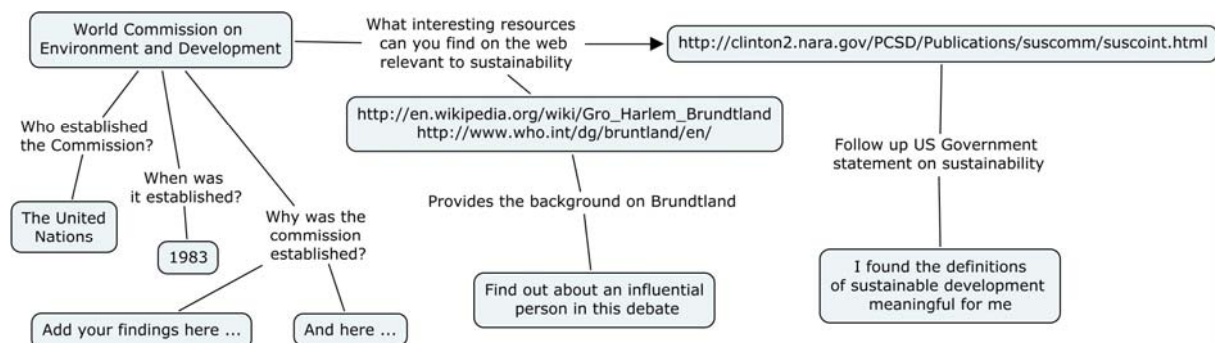 World Commission on
Environment and Development
What interesting resources
can you find on the web
relevant to sustainability
http://clinton2.nara.gov/PCSD/Publications/suscomm/suscoint.html
http://en.wikipedia.org/wiki/Gro_Harlem_Brundtland
http://www.who.int/dg/bruntland/en/
Who established
the Commission?
When was
it established?
Why was the
commission
established?
The United
Nations
1983
Add your findings here ...
And here ...
Provides the background on Brundtland
Find out about an influential
person in this debate
Follow up US Government
statement on sustainability
I found the definitions
of sustainable development
meaningful for me